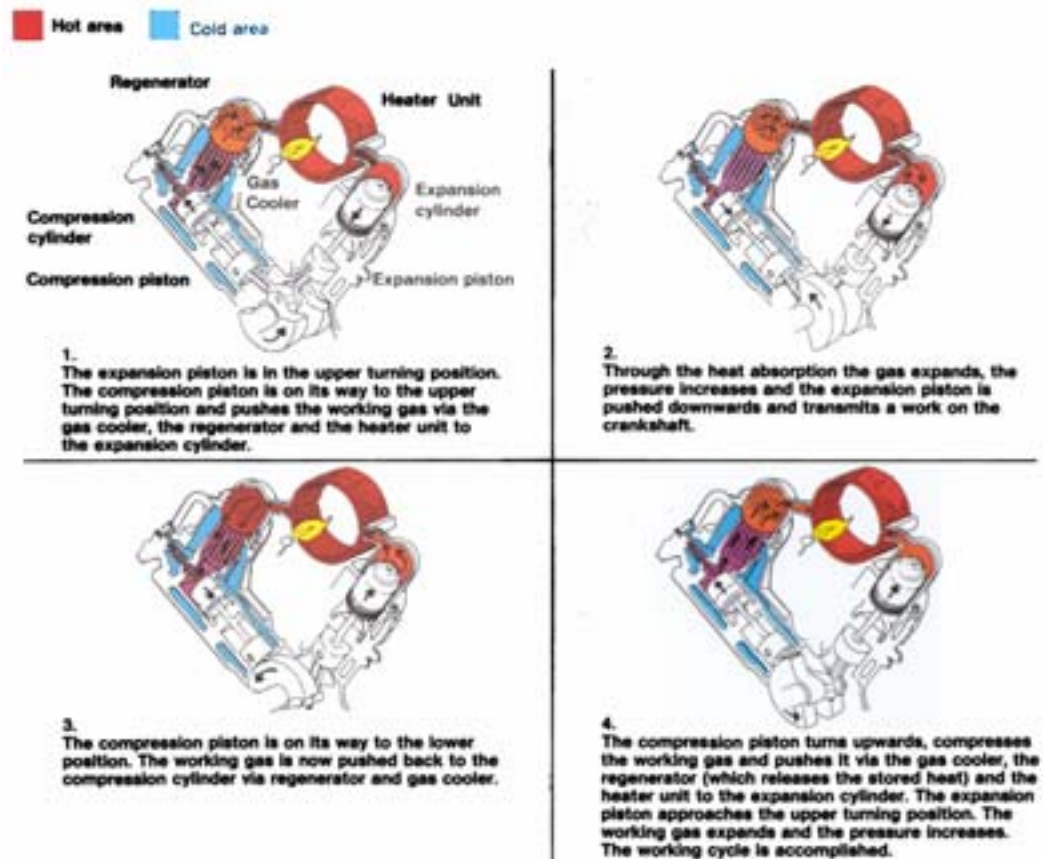 Hot area
Cold area
Regenerator
Heater Unit
Gas
Cooler
Expansion
cylinder
Compression
cylinder
Compression piston
Expansion piston
1.
The expansion piston is in the upper turning position.
The compression piston is on its way to the upper
turning position and pushes the working gas via the
gas cooler, the regenerator and the heater unit to
the expansion cylinder.
2.
Through the heat absorption the gas expands, the
pressure increases and the expansion piston is
pushed downwards and transmits a work on the
crankshaft.
3.
The compression piston is on its way to the lower
position. The working gas is now pushed back to the
compression cylinder via regenerator and gas cooler.
4.
The compression piston turns upwards, compresses
the working gas and pushes it via the gas cooler, the
regenerator (which releases the stored heat) and the
heater unit to the expansion cylinder. The expansion
piston approaches the upper turning position. The
working gas expands and the pressure increases.
The working cycle is accomplished.